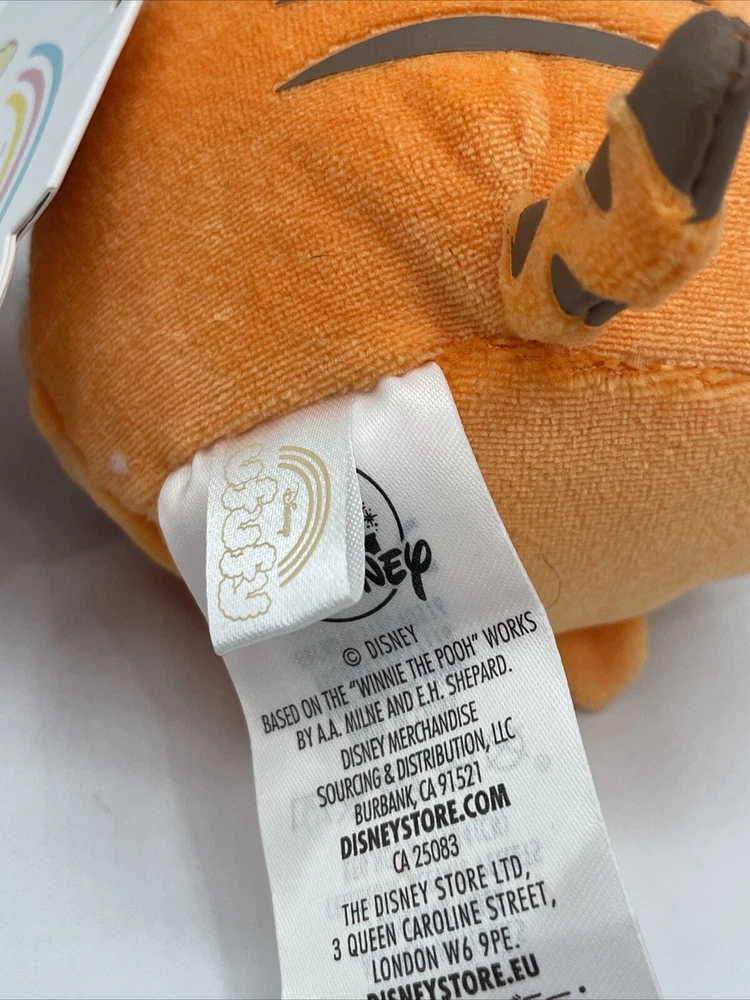 Disney
© DISNEY
BASED ON THE "WINNIE THE POOH" WORKS
BY A.A. MILNE AND E.H. SHEPARD.
DISNEY MERCHANDISE
SOURCING & DISTRIBUTION, LLC
BURBANK, CA 91521
DISNEYSTORE.COM
CA 25083
THE DISNEY STORE LTD,
3 QUEEN CAROLINE STREET,
LONDON W6 9PE.
DISNEYSTORE.EU